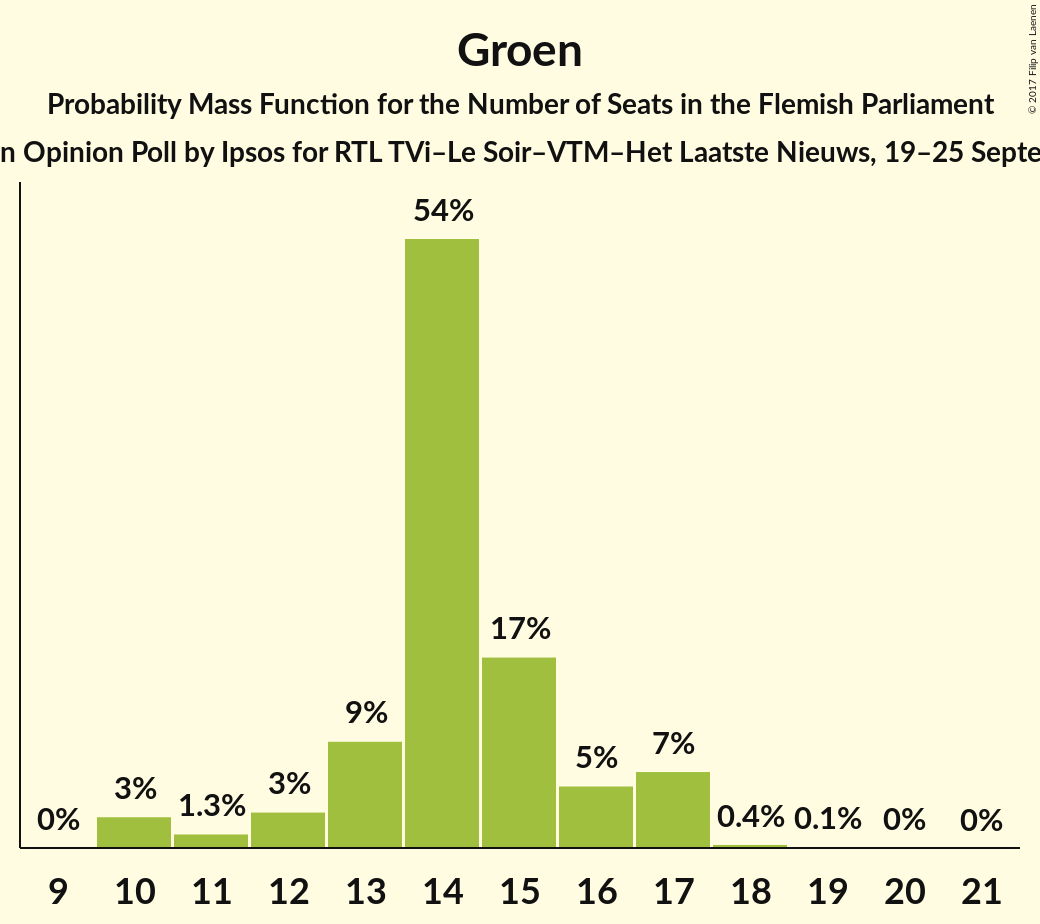 Groen
Probability Mass Function for the Number of Seats in the Flemish Parliament
n Opinion Poll by Ipsos for RTL TVi–Le Soir–VTM–Het Laatste Nieuws, 19–25 Septe
© 2017 Filip van Laenen
54%
17%
9%
7%
5%
3%
3%
1.3%
0.4%
0.1%
0%
0%
0%
9 10 11 12 13 14 15 16 17 18 19 20 21